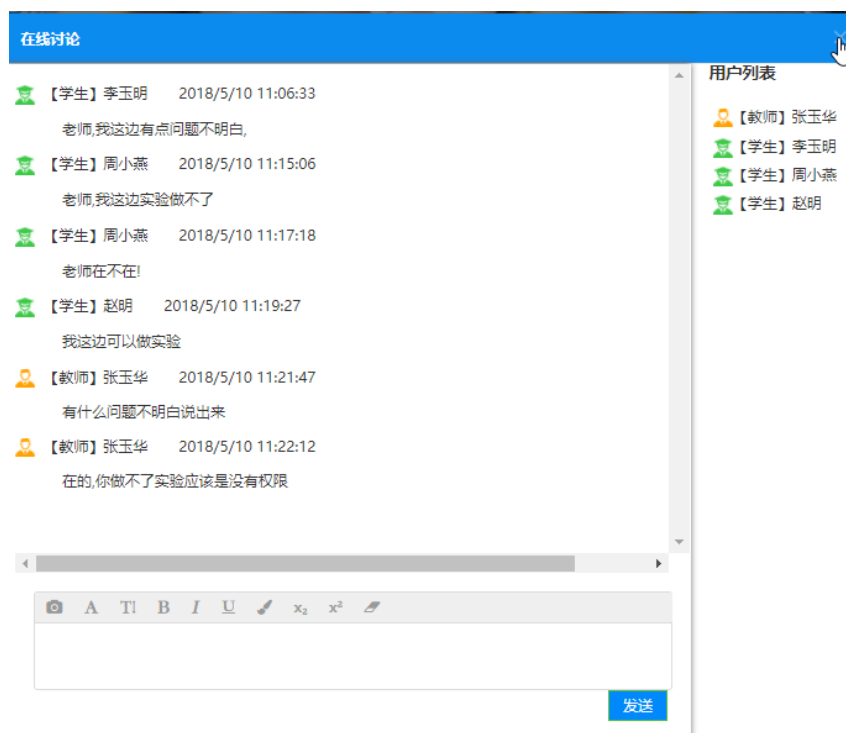 在线讨论
【学生】李玉明 2018/5/10 11:06:33
老师,我这边有点问题不明白,
【学生】周小燕 2018/5/10 11:15:06
老师,我这边实验做不了
【学生】周小燕 2018/5/10 11:17:18
老师在不在!
【学生】赵明 2018/5/10 11:19:27
我这边可以做实验
【教师】张玉华 2018/5/10 11:21:47
有什么问题不明白说出来
【教师】张玉华 2018/5/10 11:22:12
在的,你做不了实验应该是没有权限
A TI B I U x₂ x²
发送
用户列表
【教师】张玉华
【学生】李玉明
【学生】周小燕
【学生】赵明